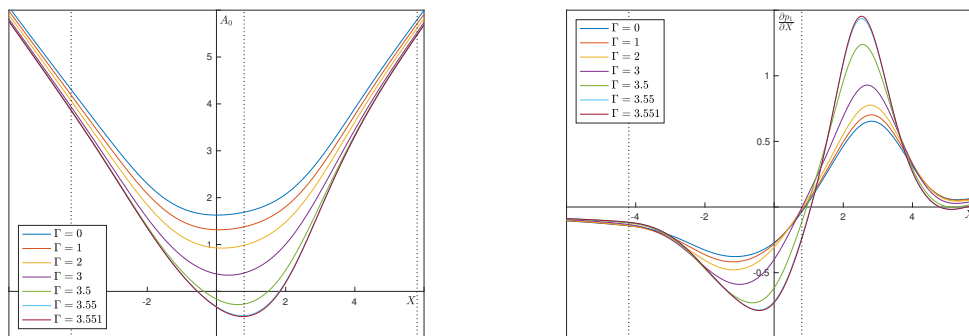 A₀
5
4
3
2
1
-2
2
4
X
Γ = 0
Γ = 1
Γ = 2
Γ = 3
Γ = 3.5
Γ = 3.55
Γ = 3.551
∂p₁/∂X
Γ = 0
Γ = 1
Γ = 2
Γ = 3
Γ = 3.5
Γ = 3.55
Γ = 3.551
1
0.5
-4
-2
2
4
-0.5